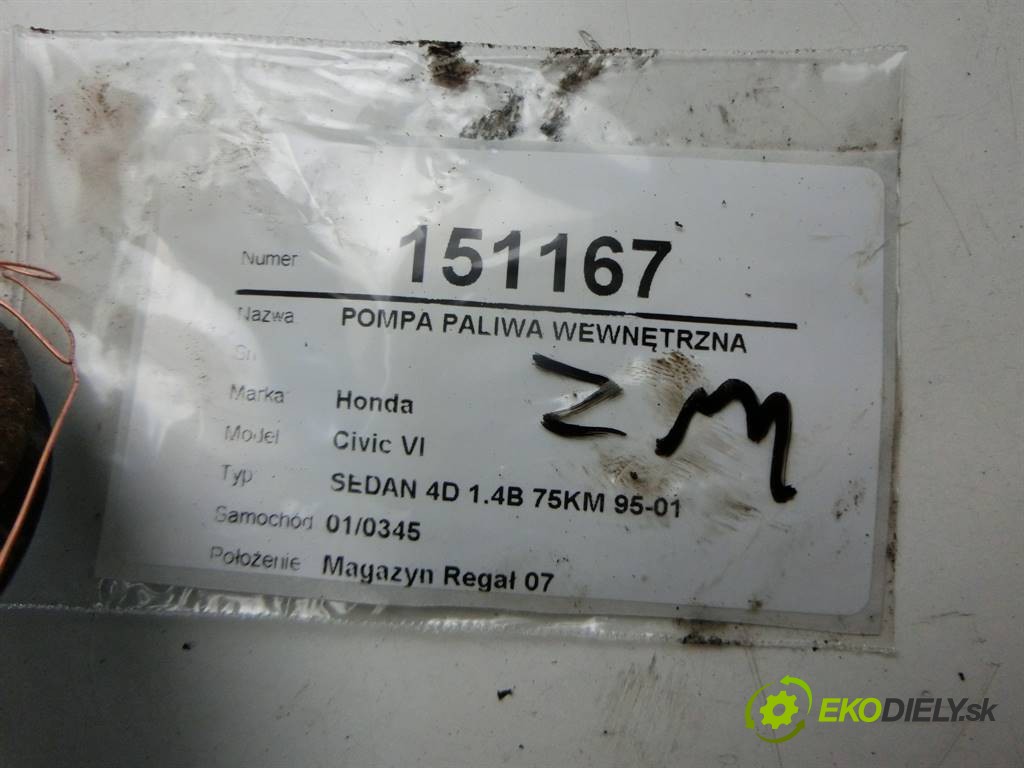 Numer 151167
Nazwa POMPA PALIWA WEWNĘTRZNA
Sn
Marka Honda
Model Civic VI
Typ SEDAN 4D 1.4B 75KM 95-01
Samochód 01/0345
Położenie Magazyn Regał 07
ZM
EKODIELY.sk